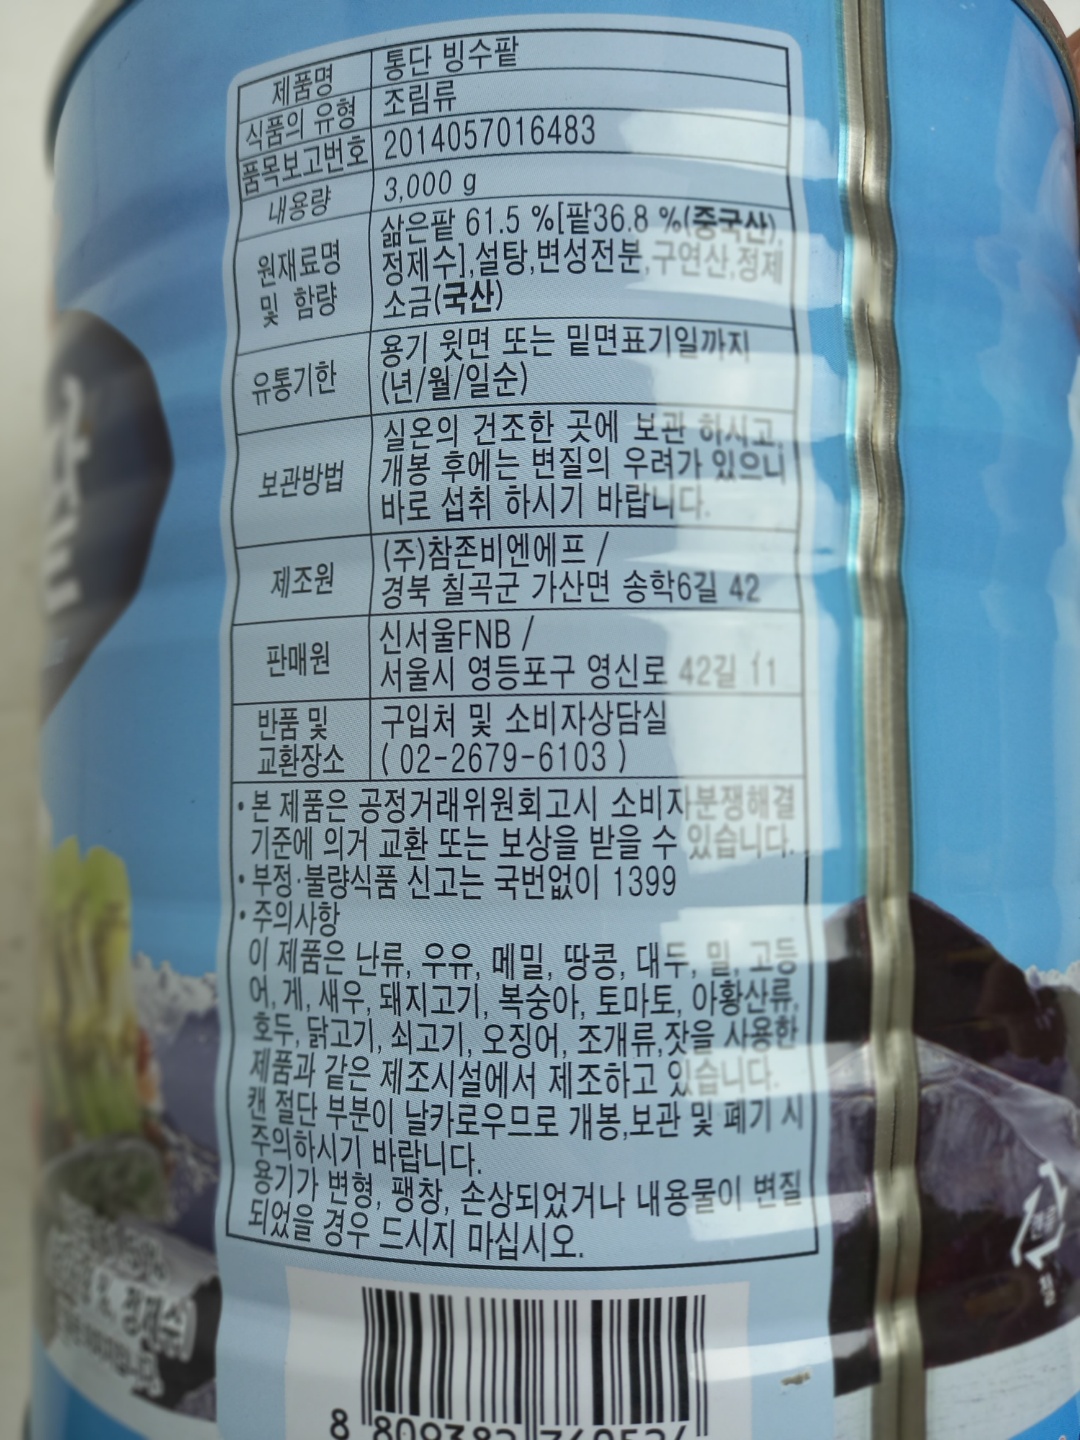 제품명 통단 빙수팥
식품의 유형 조림류
품목보고번호 2014057016483
내용량 3,000 g
원재료명 및 함량
삶은팥 61.5 %[팥36.8 %(중국산),
정제수],설탕,변성전분,구연산,정제
소금(국산)
유통기한
용기 윗면 또는 밑면표기일까지
(년/월/일순)
보관방법
실온의 건조한 곳에 보관 하시고,
개봉 후에는 변질의 우려가 있으니
바로 섭취 하시기 바랍니다.
제조원
(주)참존비엔에프 /
경북 칠곡군 가산면 송학6길 42
판매원
신서울FNB /
서울시 영등포구 영신로 42길 11
반품 및
교환장소
구입처 및 소비자상담실
( 02-2679-6103 )
• 본 제품은 공정거래위원회고시 소비자분쟁해결
기준에 의거 교환 또는 보상을 받을 수 있습니다.
• 부정·불량식품 신고는 국번없이 1399
• 주의사항
이 제품은 난류, 우유, 메밀, 땅콩, 대두, 밀, 고등
어, 게, 새우, 돼지고기, 복숭아, 토마토, 아황산류,
호두, 닭고기, 쇠고기, 오징어, 조개류,잣을 사용한
제품과 같은 제조시설에서 제조하고 있습니다.
캔 절단 부분이 날카로우므로 개봉,보관 및 폐기 시
주의하시기 바랍니다.
용기가 변형, 팽창, 손상되었거나 내용물이 변질
되었을 경우 드시지 마십시오.